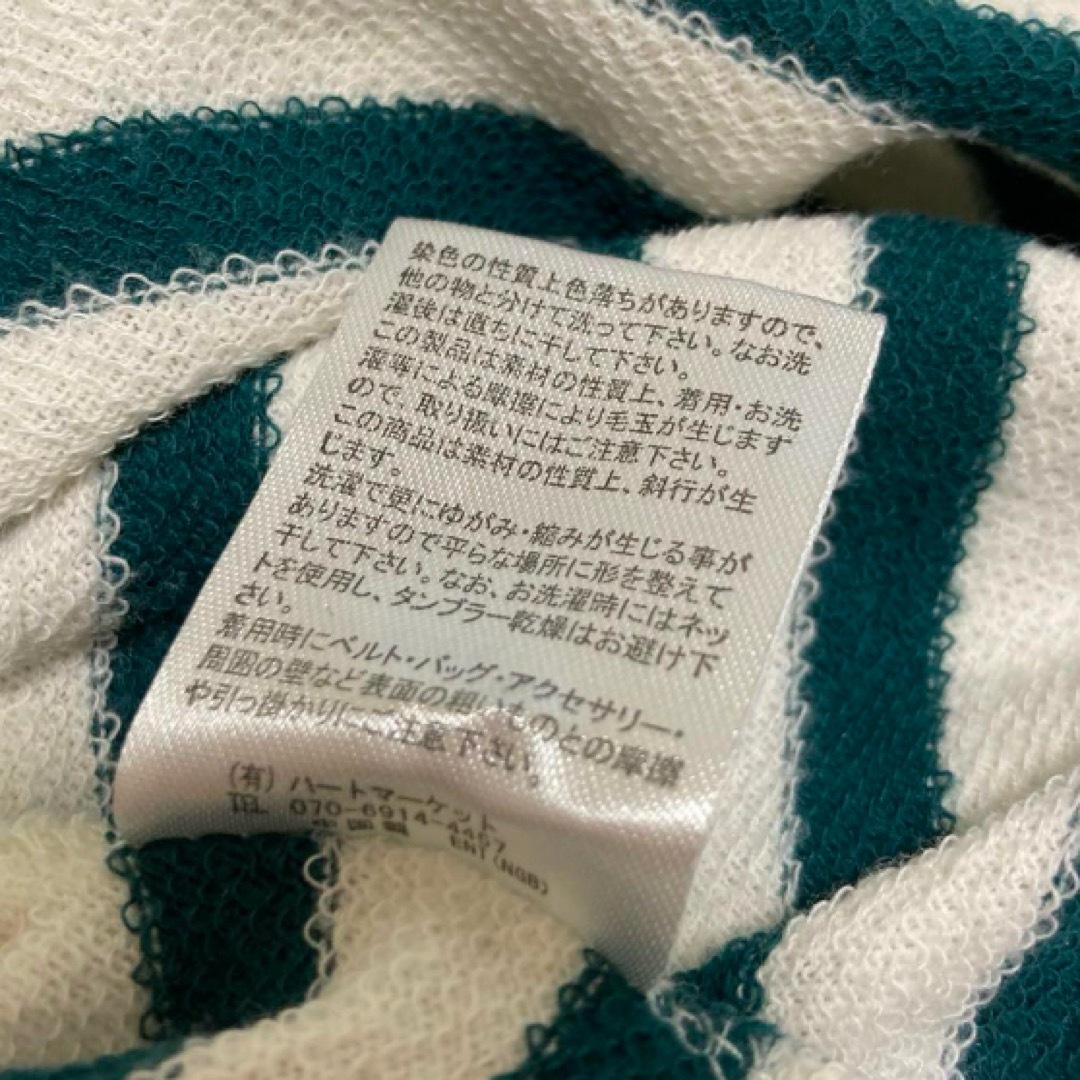 染色の性質上色落ちがありますので、
他の物と分けて洗って下さい。なお洗
濯後は直ちに干して下さい。
この製品は素材の性質上、着用・お洗
濯等による摩擦により毛玉が生じます
ので、取り扱いにはご注意下さい。
この商品は素材の性質上、斜行が生
じます。
洗濯で更にゆがみ・縮みが生じる事が
ありますので平らな場所に形を整えて
干して下さい。なお、お洗濯時にはネッ
トを使用し、タンブラー乾燥はお避け下
さい。
着用時にベルト・バッグ・アクセサリー・
周囲の壁など表面の粗いものとの摩擦
や引っ掛かりにご注意下さい。
(有)ハートマーケット
TEL 070-6914-4467
ENT(NGB)